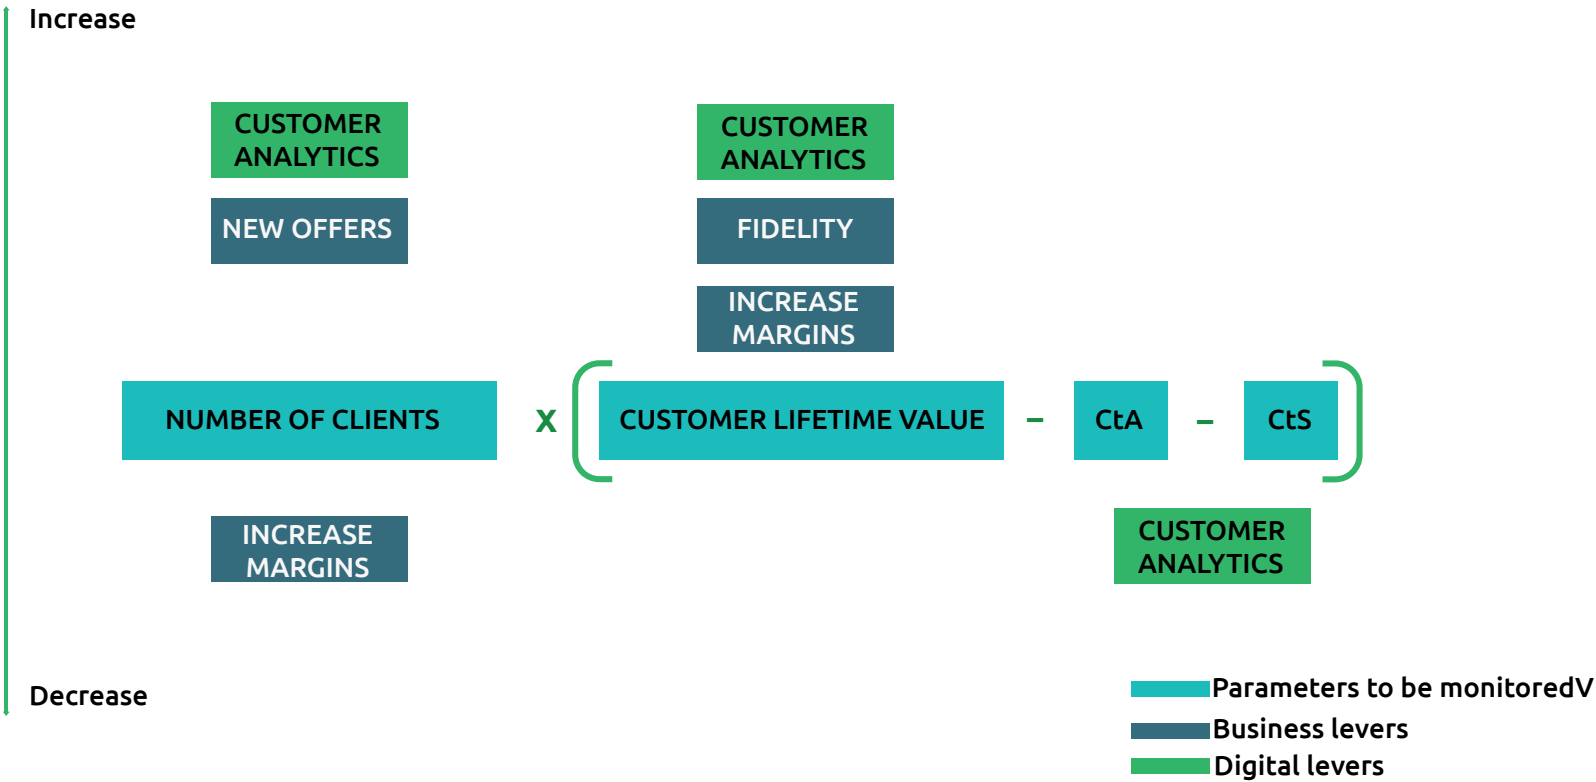 Increase
CUSTOMER
ANALYTICS
CUSTOMER
ANALYTICS
NEW OFFERS
FIDELITY
INCREASE
MARGINS
NUMBER OF CLIENTS
x
CUSTOMER LIFETIME VALUE
–
CtA
–
CtS
INCREASE
MARGINS
CUSTOMER
ANALYTICS
Decrease
Parameters to be monitoredV
Business levers
Digital levers